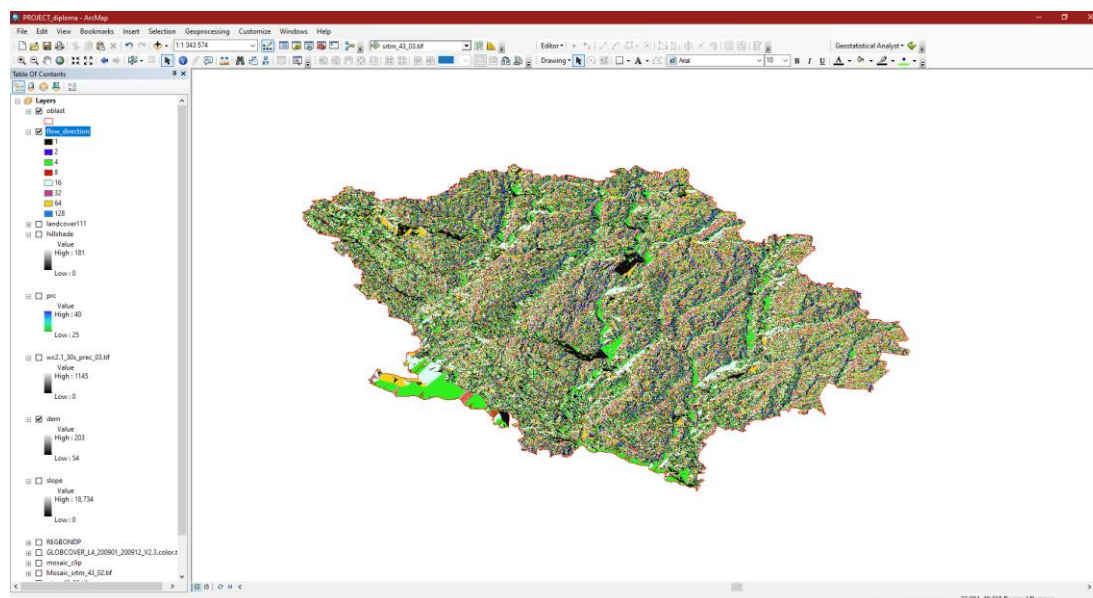 PROJECT_diploma - ArcMap
File Edit View Bookmarks Insert Selection Geoprocessing Customize Windows Help
1:1 343 574
srtm_43_03.tif
Editor
Geostatistical Analyst
Drawing
Arial
10
B I U A
Table Of Contents
Layers
oblast
flow_direction
1
2
4
8
16
32
64
128
landcover111
hillshade
Value
High : 181
Low : 0
prc
Value
High : 40
Low : 25
wc2.1_30s_prec_03.tif
Value
High : 1145
Low : 0
dem
Value
High : 203
Low : 54
slope
Value
High : 18,734
Low : 0
REGBONDP
GLOBCOVER_L4_200901_200912_V2.3.color.t
mosaic_clip
Mosaic_srtm_43_02.tif